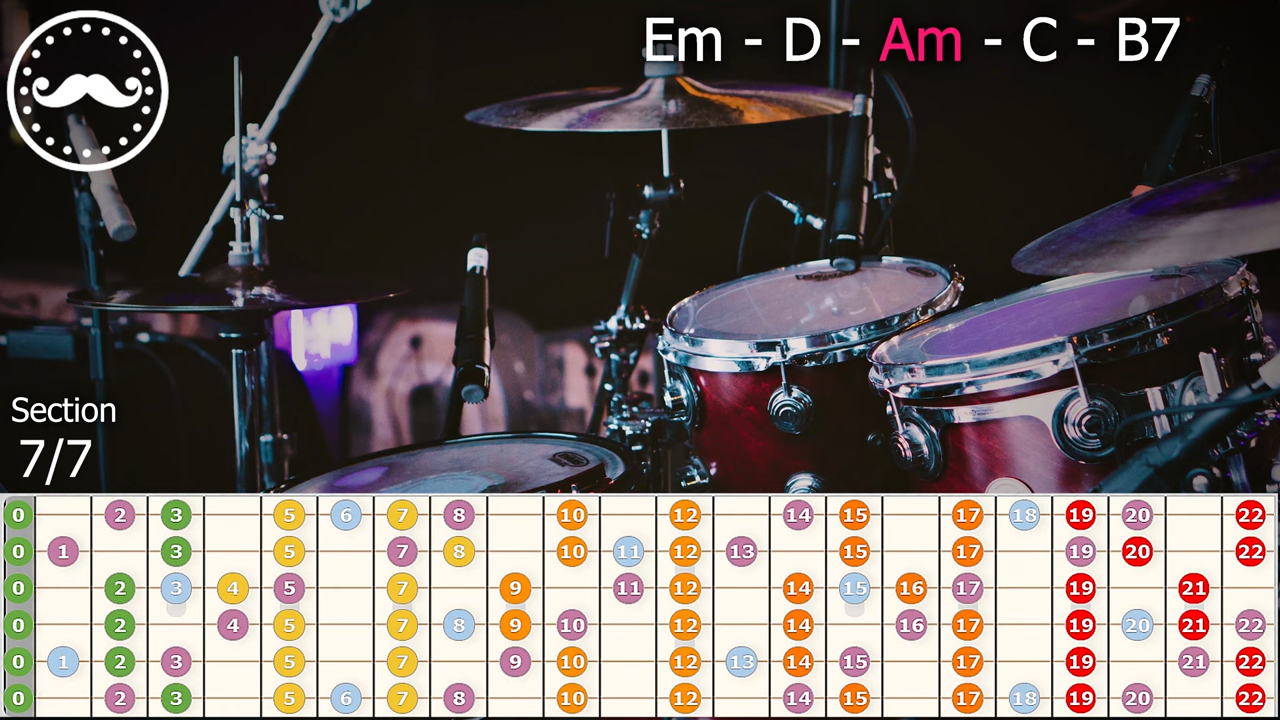 Em - D - Am - C - B7
Section
7/7
0 2 3 5 6 7 8 10 12 14 15 17 18 19 20 22
0 1 3 5 7 8 10 11 12 13 15 17 19 20 22
0 2 3 4 5 7 9 11 12 14 15 16 17 19 21
0 2 4 5 7 8 9 10 12 14 16 17 19 20 21 22
0 1 2 3 5 7 9 10 12 13 14 15 17 19 21 22
0 2 3 5 6 7 8 10 12 14 15 17 18 19 20 22